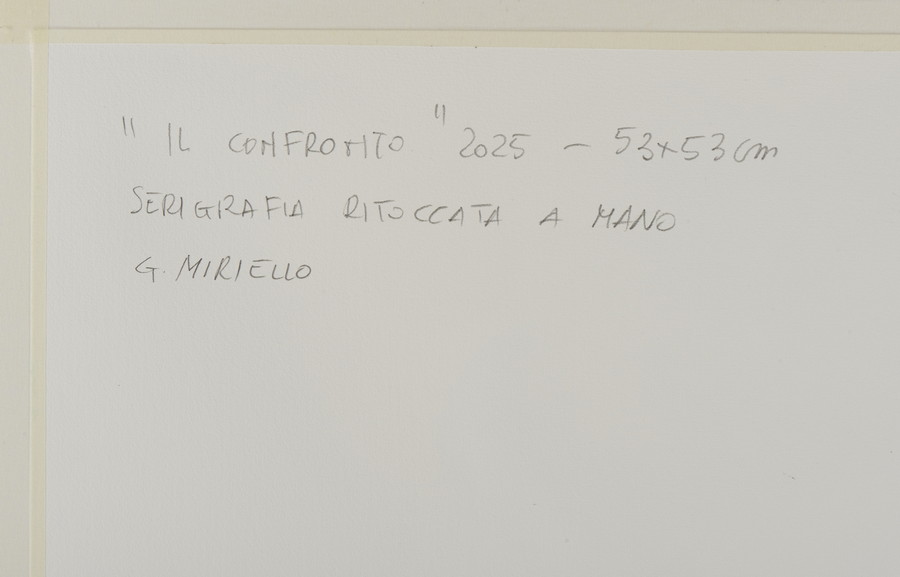 " IL CONFRONTO " 2025 - 53x53 cm
SERIGRAFIA RITOCCATA A MANO
G. MIRIELLO